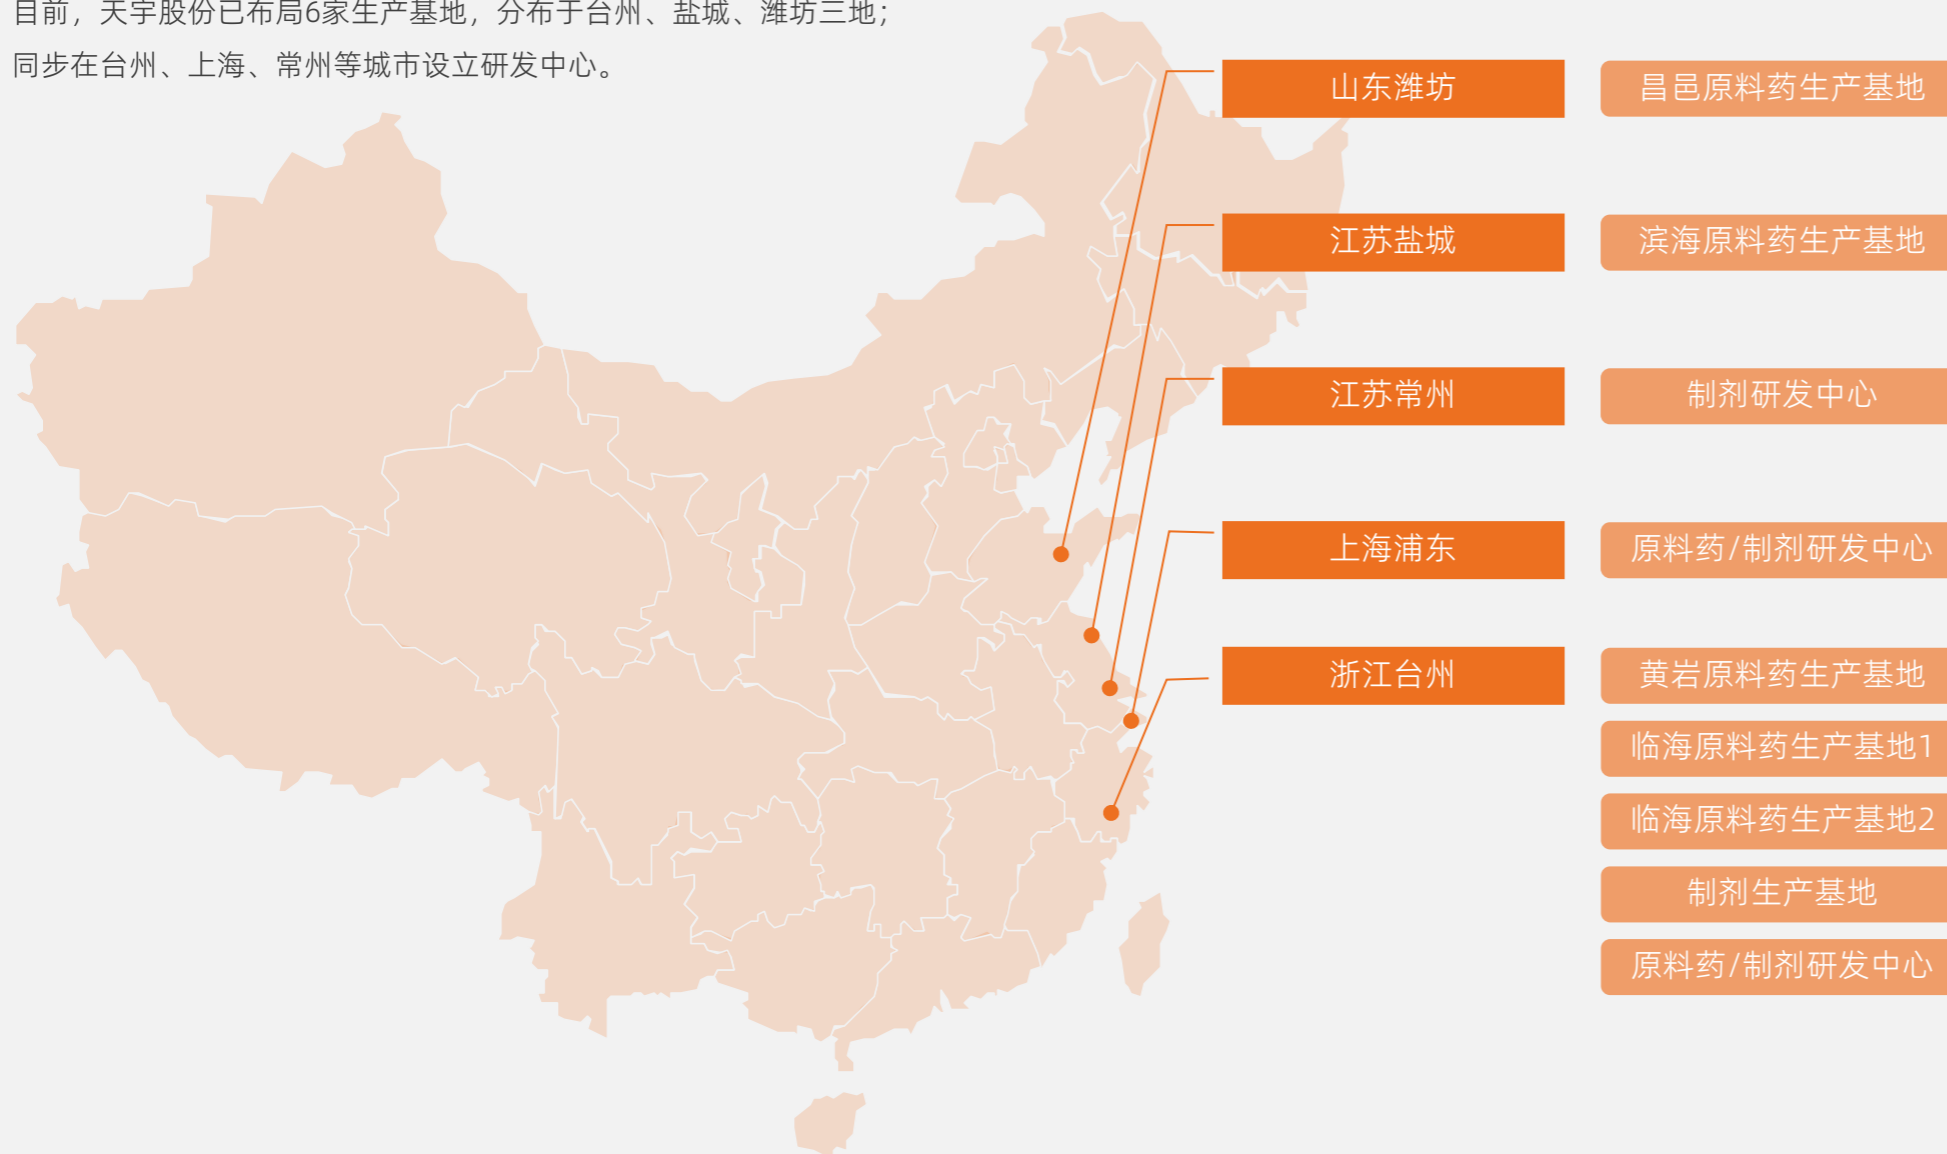 目前，天宇股份已布局6家生产基地，分布于台州、盐城、潍坊三地；
同步在台州、上海、常州等城市设立研发中心。
山东潍坊
昌邑原料药生产基地
江苏盐城
滨海原料药生产基地
江苏常州
制剂研发中心
上海浦东
原料药/制剂研发中心
浙江台州
黄岩原料药生产基地
临海原料药生产基地1
临海原料药生产基地2
制剂生产基地
原料药/制剂研发中心